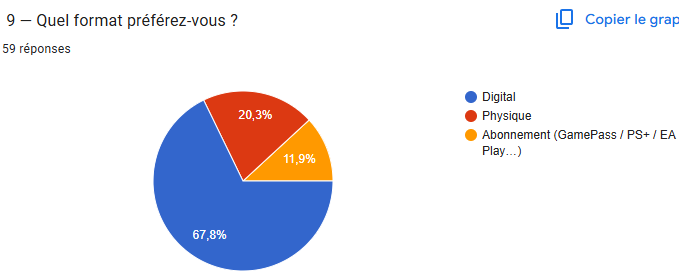 9 — Quel format préférez-vous ?
Copier le grap
59 réponses
Digital
Physique
Abonnement (GamePass / PS+ / EA
Play…)
20,3%
11,9%
67,8%